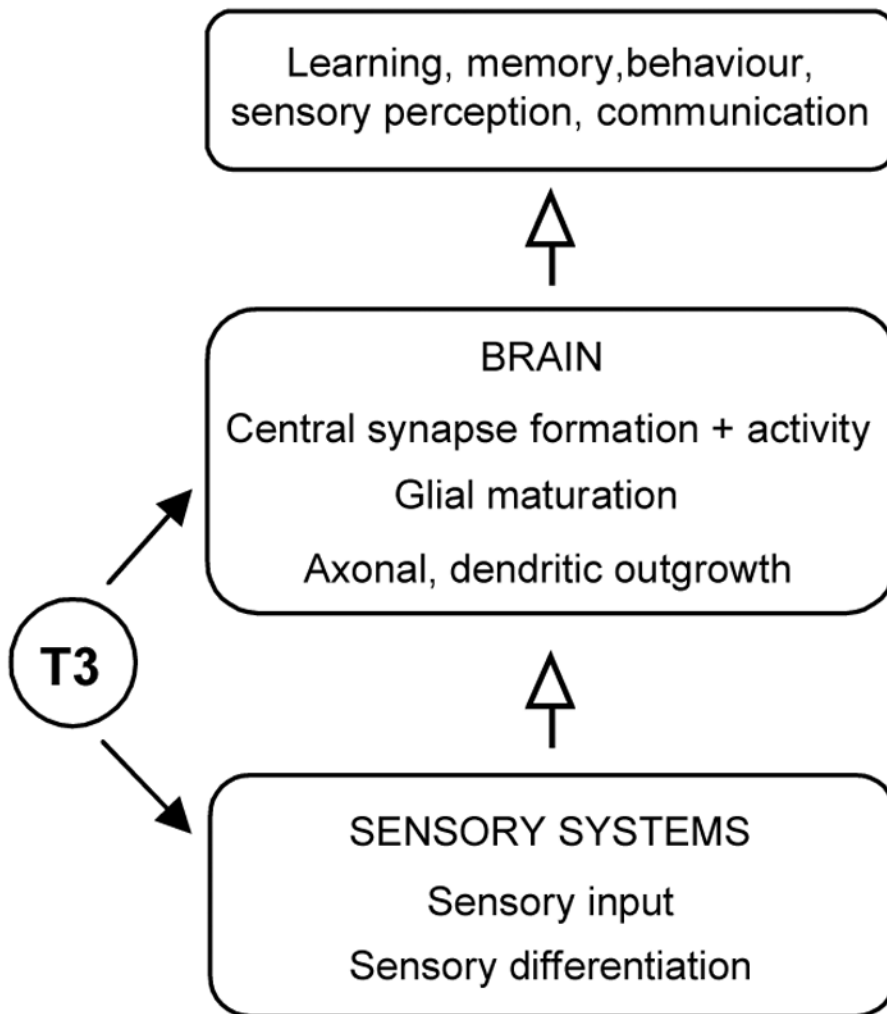 Learning, memory,behaviour,
sensory perception, communication
BRAIN
Central synapse formation + activity
Glial maturation
Axonal, dendritic outgrowth
T3
SENSORY SYSTEMS
Sensory input
Sensory differentiation